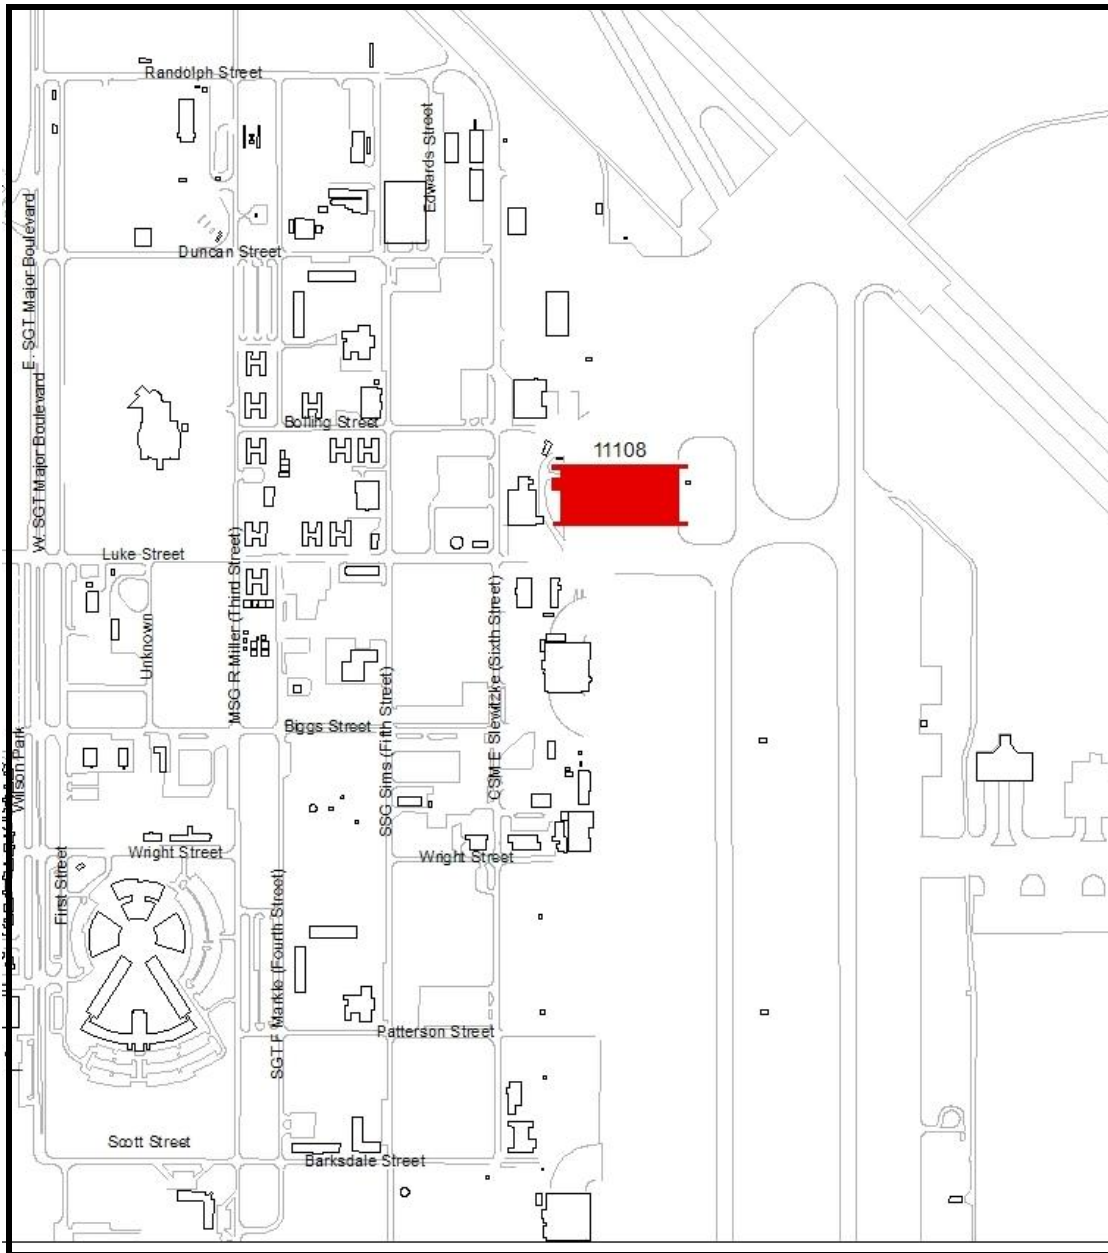 Randolph Street
Edwards Street
E. SGT Major Boulevard
Duncan Street
W. SGT Major Boulevard
Bolling Street
11108
Luke Street
MSG R Miller (Third Street)
Unknown
CSM E Slewitzke (Sixth Street)
SSG Sims (Fifth Street)
Biggs Street
Wilson Park
Wright Street
Wright Street
First Street
SGT F Markle (Fourth Street)
Patterson Street
Scott Street
Barksdale Street